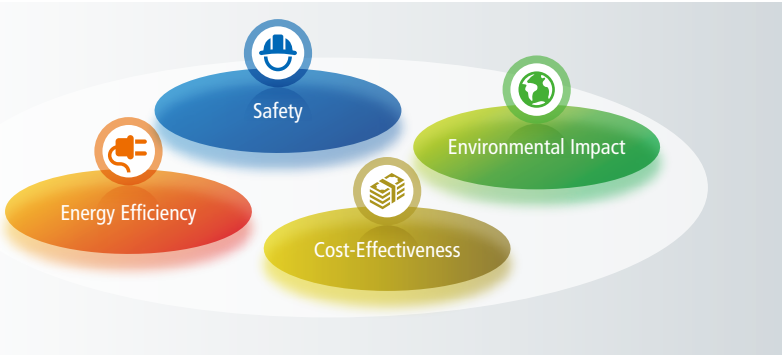 Safety
Environmental Impact
Energy Efficiency
Cost-Effectiveness